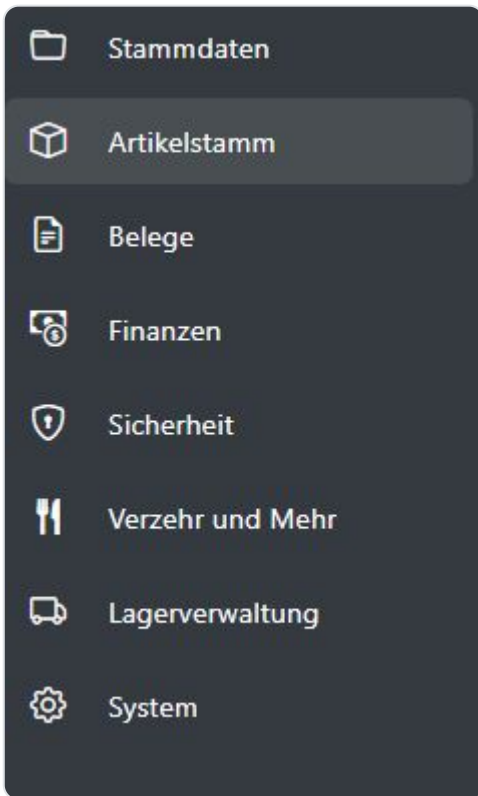 Stammdaten
Artikelstamm
Belege
Finanzen
Sicherheit
Verzehr und Mehr
Lagerverwaltung
System